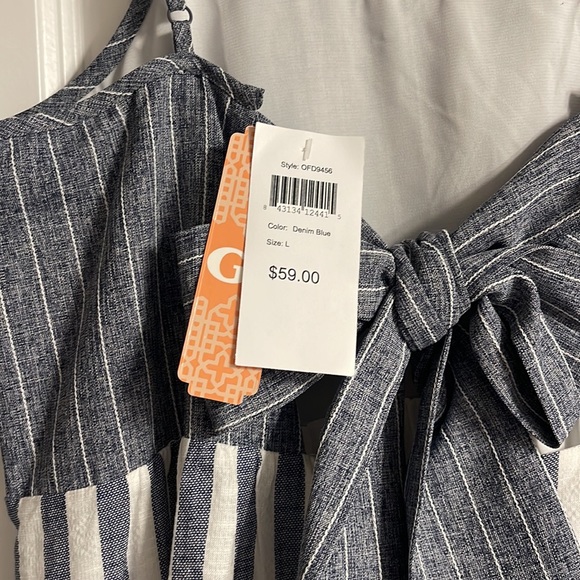 Style: OFD9456
8 43134 12441 5
Color: Denim Blue
Size: L
$59.00
G